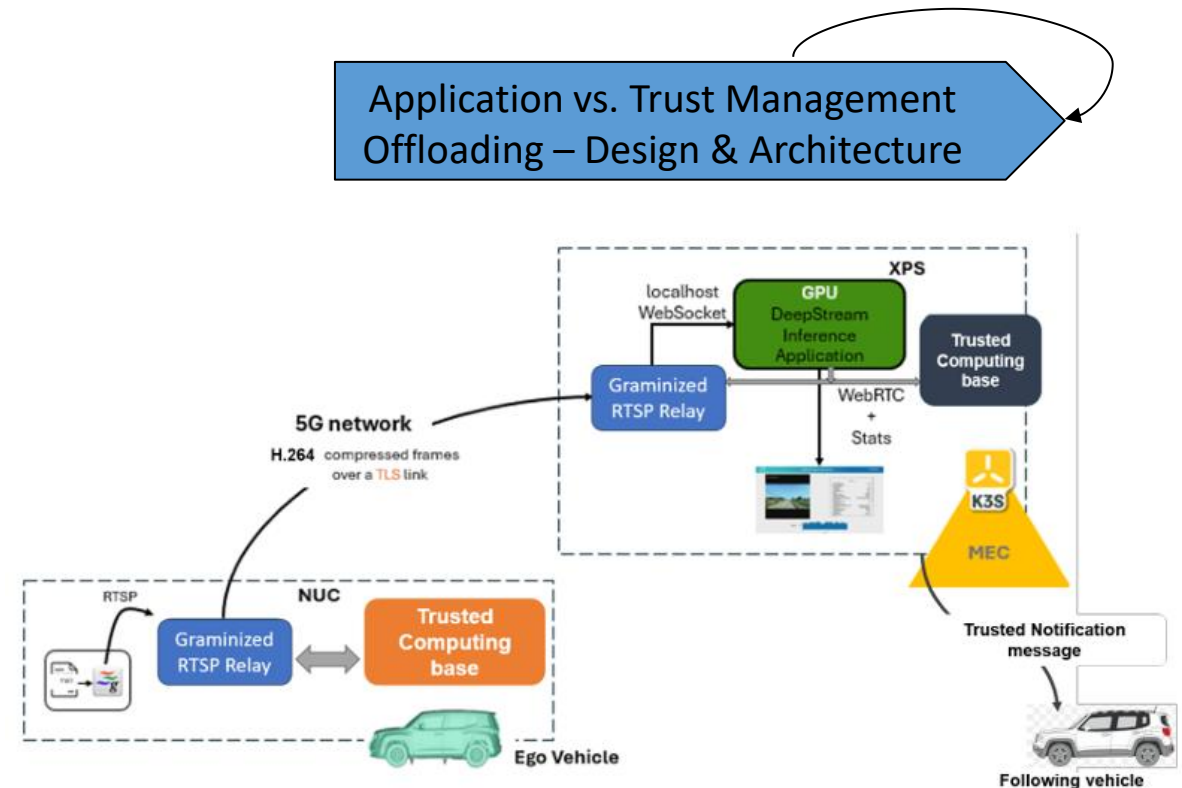 Application vs. Trust Management
Offloading – Design & Architecture
XPS
localhost
WebSocket
GPU
DeepStream
Inference
Application
Trusted
Computing
base
Graminized
RTSP Relay
WebRTC
+
Stats
5G network
H.264 compressed frames
over a TLS link
K3S
MEC
NUC
RTSP
Graminized
RTSP Relay
Trusted
Computing
base
Ego Vehicle
Trusted Notification
message
Following vehicle